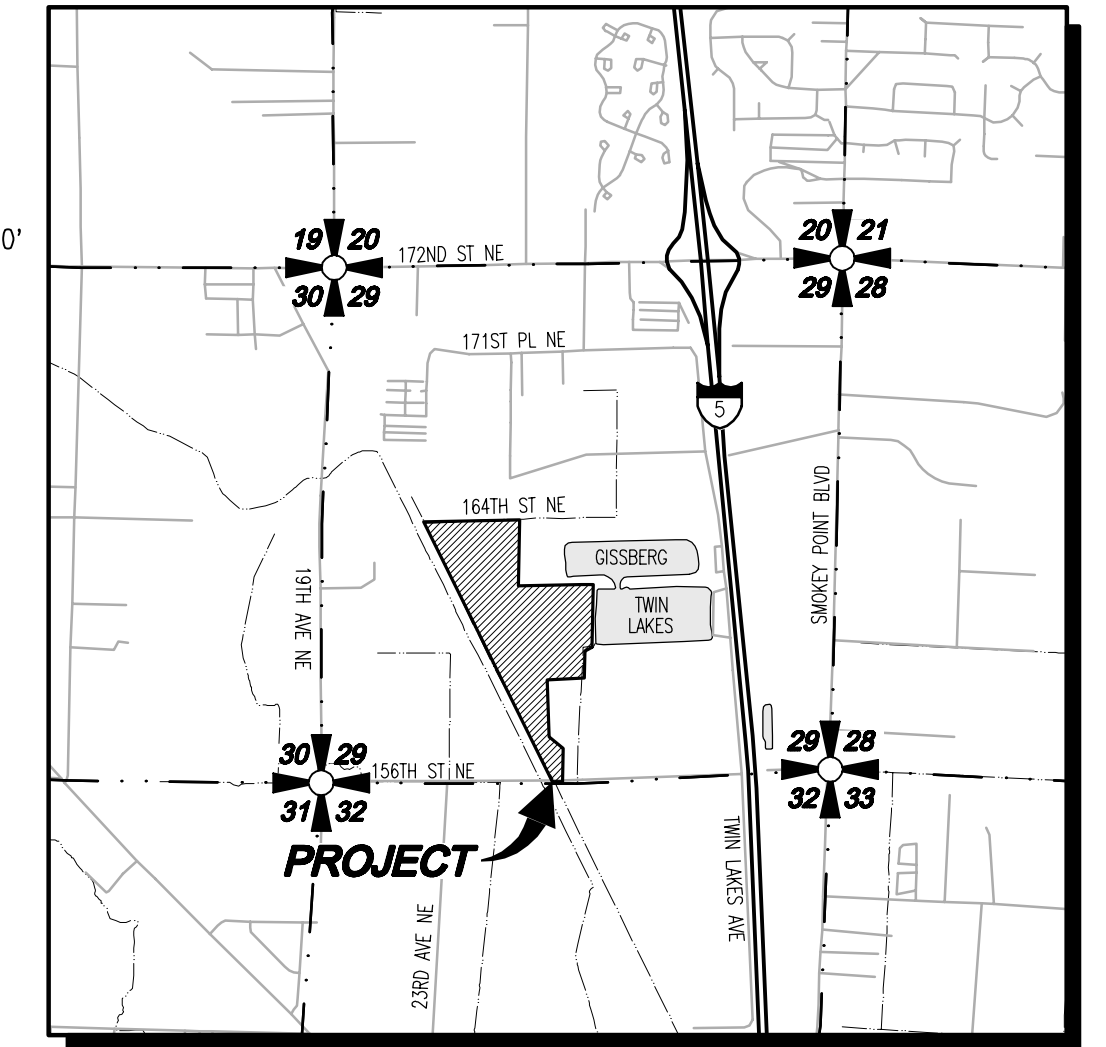 0'
19 20
30 29
172ND ST NE
20 21
29 28
171ST PL NE
5
164TH ST NE
GISSBERG
TWIN
LAKES
19TH AVE NE
SMOKEY POINT BLVD
30 29
31 32
156TH ST NE
29 28
32 33
PROJECT
TWIN LAKES AVE
23RD AVE NE